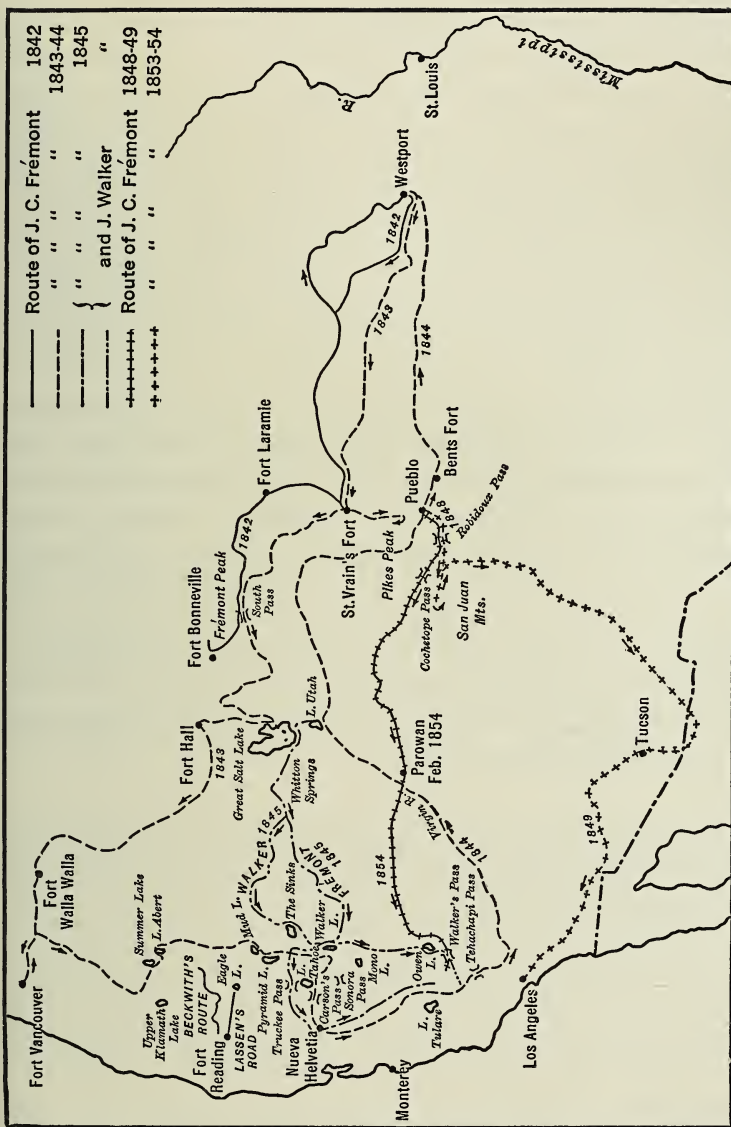 Route of J. C. Frémont 1842
" " " " 1843-44
" " " " 1845
and J. Walker "
Route of J. C. Frémont 1848-49
" " " " 1853-54
Fort Vancouver
Fort
Walla Walla
Summer Lake
L. Abert
Upper
Klamath
Lake
BECKWITH'S
ROUTE
Eagle
L.
Fort
Reading
LASSEN'S
ROAD
Pyramid L.
Mud L.
Truckee Pass
Nueva
Helvetia
L.
Tahoe
Carson's
Pass
Sonora
Pass
Mono
L.
Walker
L.
The Sinks
WALKER 1845
FREMONT
1845
Whitton
Springs
Great Salt Lake
L. Utah
Fort Hall
1843
Fort Bonneville
Frémont Peak
South
Pass
1842
Fort Laramie
St. Vrain's Fort
Pikes Peak
Pueblo
Bents Fort
1848
Robidoux Pass
Cochetope Pass
San Juan
Mts.
1842
1843
1844
Westport
R.
St. Louis
Mississippi
Parowan
Feb. 1854
1854
Virgin
R.
1844
Owen
L.
Walker's Pass
Tehachapi Pass
L.
Tulare
Monterey
Los Angeles
1849
Tucson